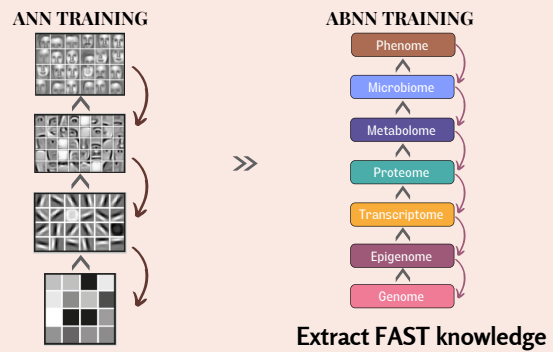 ANN TRAINING
ABNN TRAINING
Phenome
Microbiome
Metabolome
Proteome
Transcriptome
Epigenome
Genome
Extract FAST knowledge